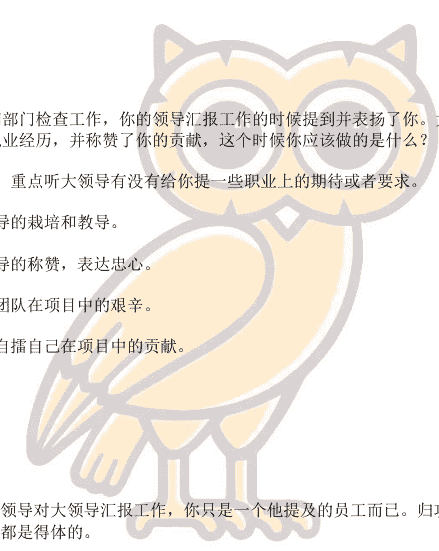 部门检查工作，你的领导汇报工作的时候提到并表扬了你。
业经历，并称赞了你的贡献，这个时候你应该做的是什么？
重点听大领导有没有给你提一些职业上的期待或者要求。
导的栽培和教导。
导的称赞，表达忠心。
团队在项目中的艰辛。
自擂自己在项目中的贡献。
领导对大领导汇报工作，你只是一个他提及的员工而已。归
都是得体的。